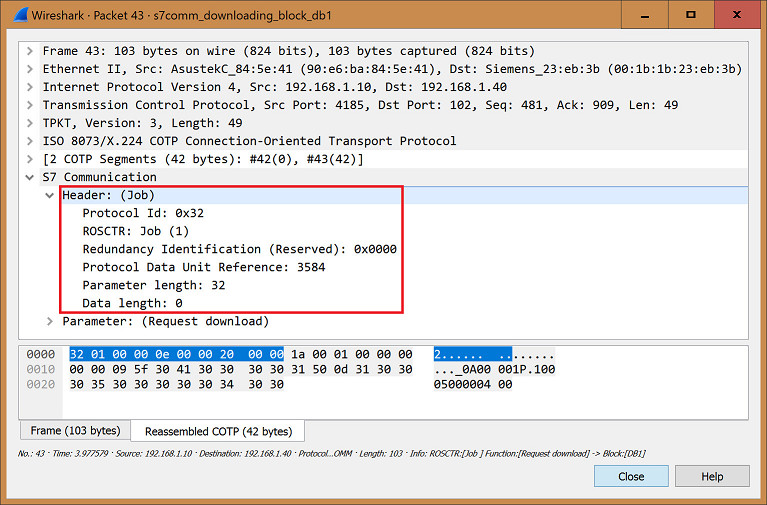 Wireshark · Packet 43 · s7comm_downloading_block_db1
Frame 43: 103 bytes on wire (824 bits), 103 bytes captured (824 bits)
Ethernet II, Src: AsustekC_84:5e:41 (90:e6:ba:84:5e:41), Dst: Siemens_23:eb:3b (00:1b:1b:23:eb:3b)
Internet Protocol Version 4, Src: 192.168.1.10, Dst: 192.168.1.40
Transmission Control Protocol, Src Port: 4185, Dst Port: 102, Seq: 481, Ack: 909, Len: 49
TPKT, Version: 3, Length: 49
ISO 8073/X.224 COTP Connection-Oriented Transport Protocol
[2 COTP Segments (42 bytes): #42(0), #43(42)]
S7 Communication
Header: (Job)
Protocol Id: 0x32
ROSCTR: Job (1)
Redundancy Identification (Reserved): 0x0000
Protocol Data Unit Reference: 3584
Parameter length: 32
Data length: 0
Parameter: (Request download)
0000 32 01 00 00 0e 00 00 20 00 00 1a 00 01 00 00 00 2...... ........
0010 00 00 09 5f 30 41 30 30 30 30 31 50 0d 31 30 30 ..._0A00 001P.100
0020 30 35 30 30 30 30 34 30 30 05000004 00
Frame (103 bytes) Reassembled COTP (42 bytes)
No.: 43 · Time: 3.977579 · Source: 192.168.1.10 · Destination: 192.168.1.40 · Protocol...OMM · Length: 103 · Info: ROSCTR:[Job ] Function:[Request download] -> Block:[DB1]
Close Help